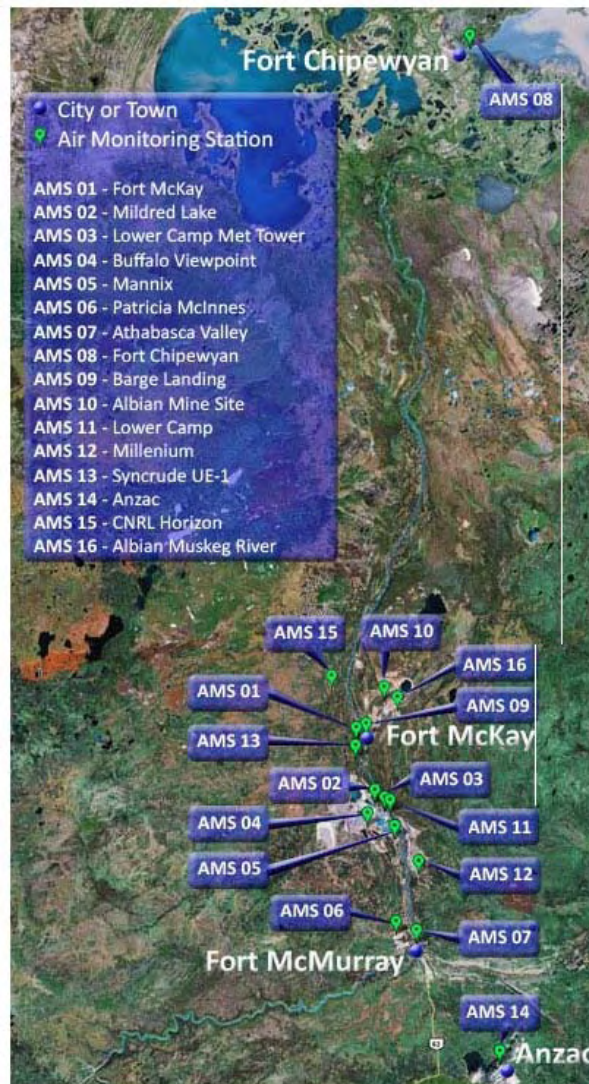 Fort Chipewyan
AMS 08
City or Town
Air Monitoring Station
AMS 01 - Fort McKay
AMS 02 - Mildred Lake
AMS 03 - Lower Camp Met Tower
AMS 04 - Buffalo Viewpoint
AMS 05 - Mannix
AMS 06 - Patricia McInnes
AMS 07 - Athabasca Valley
AMS 08 - Fort Chipewyan
AMS 09 - Barge Landing
AMS 10 - Albian Mine Site
AMS 11 - Lower Camp
AMS 12 - Millenium
AMS 13 - Syncrude UE-1
AMS 14 - Anzac
AMS 15 - CNRL Horizon
AMS 16 - Albian Muskeg River
AMS 15
AMS 10
AMS 16
AMS 01
AMS 09
Fort McKay
AMS 13
AMS 02
AMS 03
AMS 04
AMS 11
AMS 05
AMS 12
AMS 06
AMS 07
Fort McMurray
AMS 14
63
Anzac